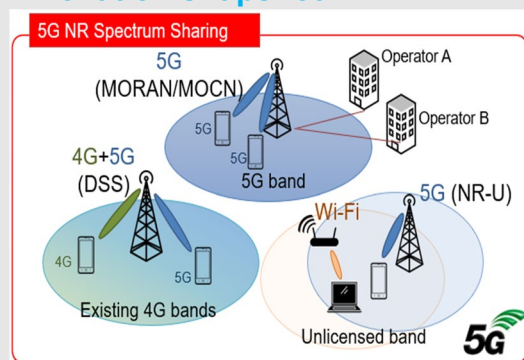 5G NR Spectrum Sharing
5G
(MORAN/MOCN)
Operator A
5G
5G
5G band
Operator B
4G+5G
(DSS)
4G
5G
Existing 4G bands
5G (NR-U)
Wi-Fi
Unlicensed band
5G